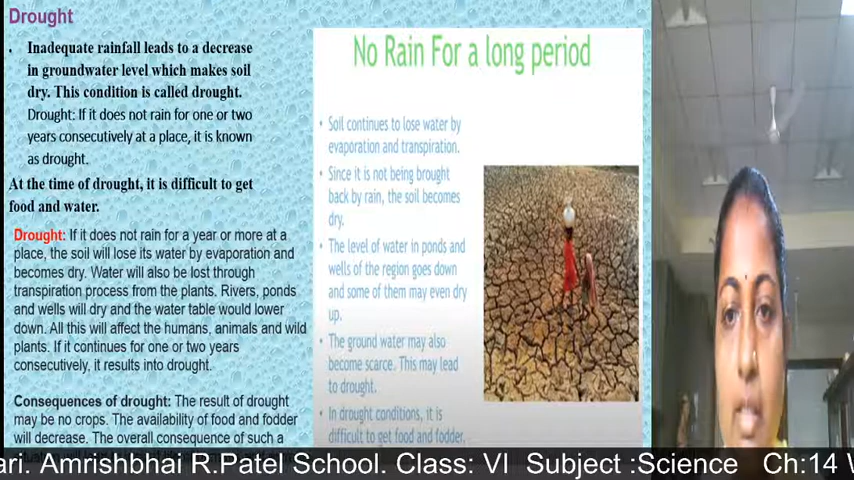 Drought
• Inadequate rainfall leads to a decrease
in groundwater level which makes soil
dry. This condition is called drought.
Drought: If it does not rain for one or two
years consecutively at a place, it is known
as drought.
At the time of drought, it is difficult to get
food and water.
Drought: If it does not rain for a year or more at a
place, the soil will lose its water by evaporation and
becomes dry. Water will also be lost through
transpiration process from the plants. Rivers, ponds
and wells will dry and the water table would lower
down. All this will affect the humans, animals and wild
plants. If it continues for one or two years
consecutively, it results into drought.
Consequences of drought: The result of drought
may be no crops. The availability of food and fodder
will decrease. The overall consequence of such a
No Rain For a long period
• Soil continues to lose water by
evaporation and transpiration.
• Since it is not being brought
back by rain, the soil becomes
dry.
• The level of water in ponds and
wells of the region goes down
and some of them may even dry
up.
• The ground water may also
become scarce. This may lead
to drought.
• In drought conditions, it is
difficult to get food and fodder.
ari. Amrishbhai R.Patel School. Class: VI Subject :Science Ch:14 W